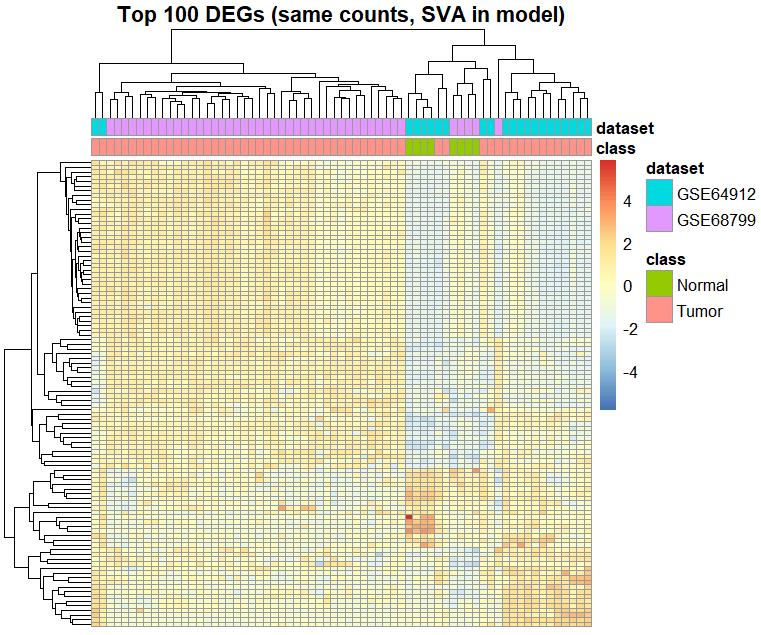 Top 100 DEGs (same counts, SVA in model)
dataset
class
4
2
0
-2
-4
dataset
GSE64912
GSE68799
class
Normal
Tumor